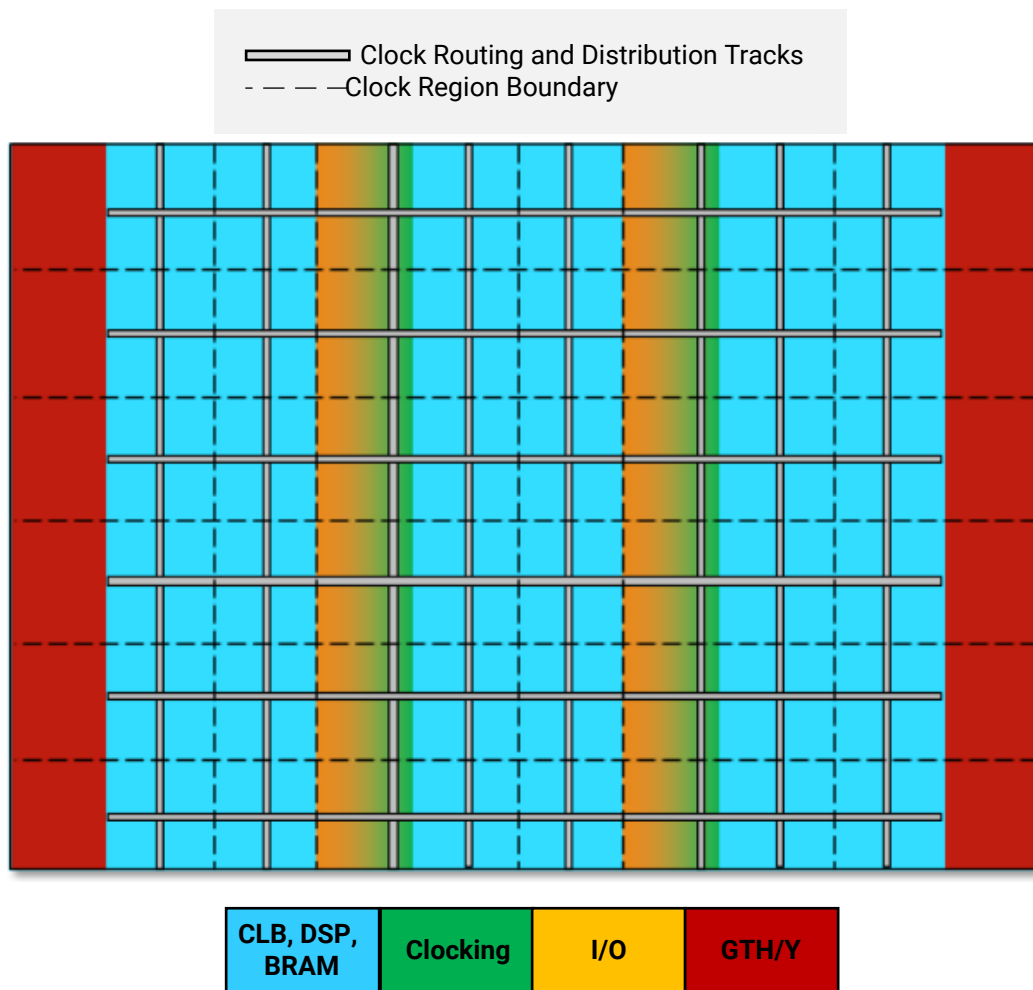 Clock Routing and Distribution Tracks
Clock Region Boundary
CLB, DSP,
BRAM
Clocking
I/O
GTH/Y